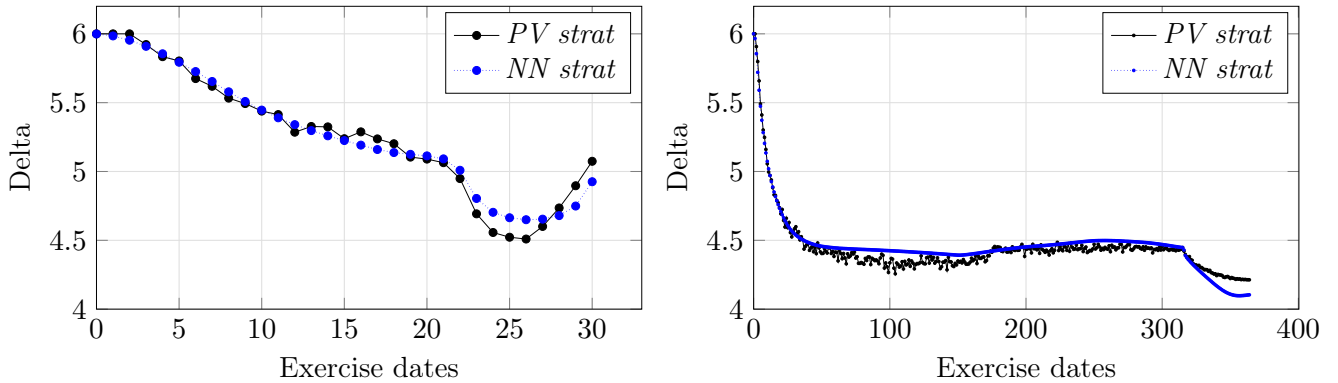 6
5.5
5
4.5
4
0 5 10 15 20 25 30
Delta
Exercise dates
PV strat
NN strat
6
5.5
5
4.5
4
0 100 200 300 400
Delta
Exercise dates
PV strat
NN strat